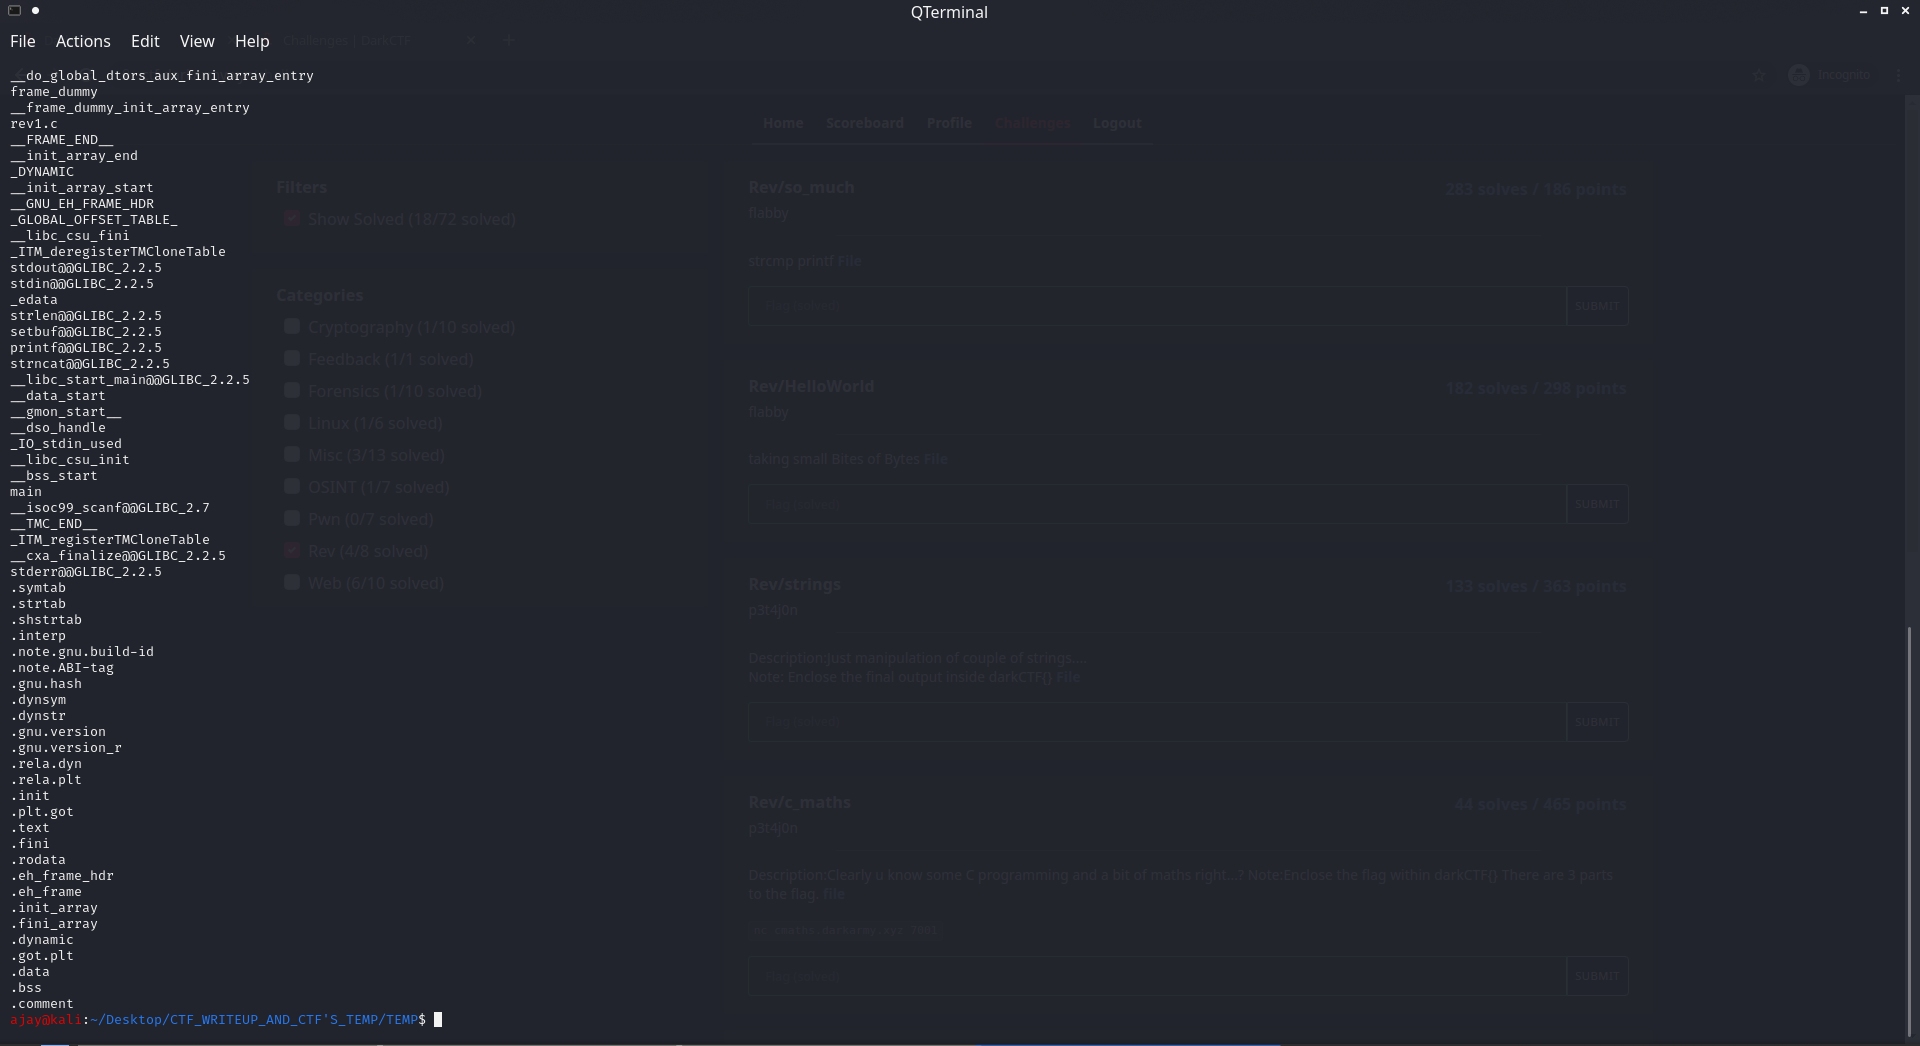 QTerminal
File Actions Edit View Help
Challenges | DarkCTF
Incognito
__do_global_dtors_aux_fini_array_entry
frame_dummy
__frame_dummy_init_array_entry
rev1.c
__FRAME_END__
__init_array_end
_DYNAMIC
__init_array_start
__GNU_EH_FRAME_HDR
_GLOBAL_OFFSET_TABLE_
__libc_csu_fini
_ITM_deregisterTMCloneTable
stdout@@GLIBC_2.2.5
stdin@@GLIBC_2.2.5
_edata
strlen@@GLIBC_2.2.5
setbuf@@GLIBC_2.2.5
printf@@GLIBC_2.2.5
strncat@@GLIBC_2.2.5
__libc_start_main@@GLIBC_2.2.5
__data_start
__gmon_start__
__dso_handle
_IO_stdin_used
__libc_csu_init
__bss_start
main
__isoc99_scanf@@GLIBC_2.7
__TMC_END__
_ITM_registerTMCloneTable
__cxa_finalize@@GLIBC_2.2.5
stderr@@GLIBC_2.2.5
.symtab
.strtab
.shstrtab
.interp
.note.gnu.build-id
.note.ABI-tag
.gnu.hash
.dynsym
.dynstr
.gnu.version
.gnu.version_r
.rela.dyn
.rela.plt
.init
.plt.got
.text
.fini
.rodata
.eh_frame_hdr
.eh_frame
.init_array
.fini_array
.dynamic
.got.plt
.data
.bss
.comment
ajay@kali:~/Desktop/CTF_WRITEUP_AND_CTF'S_TEMP/TEMP$
Home Scoreboard Profile Challenges Logout
Filters
Show Solved (18/72 solved)
Categories
Cryptography (1/10 solved)
Feedback (1/1 solved)
Forensics (1/10 solved)
Linux (1/6 solved)
Misc (3/13 solved)
OSINT (1/7 solved)
Pwn (0/7 solved)
Rev (4/8 solved)
Web (6/10 solved)
Rev/so_much 283 solves / 186 points
flabby
strcmp printf File
SUBMIT
Rev/HelloWorld 182 solves / 298 points
flabby
taking small Bites of Bytes File
SUBMIT
Rev/strings 133 solves / 363 points
p3t4j0n
Description:Just manipulation of couple of strings....
Note: Enclose the final output inside darkCTF{} File
SUBMIT
Rev/c_maths 44 solves / 465 points
p3t4j0n
Description:Clearly u know some C programming and a bit of maths right...? Note:Enclose the flag within darkCTF{} There are 3 parts
to the flag. File
SUBMIT